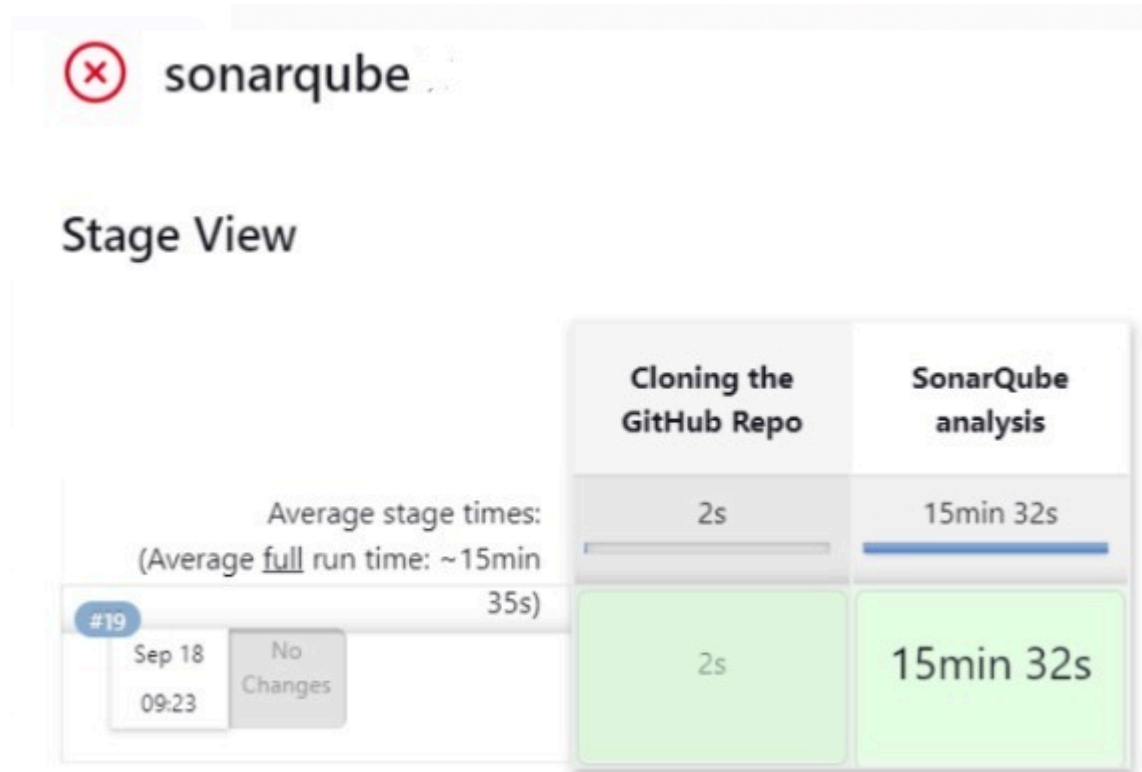 sonarqube
Stage View
Cloning the
GitHub Repo
SonarQube
analysis
Average stage times:
(Average full run time: ~15min
35s)
2s
15min 32s
#19
Sep 18
09:23
No
Changes
2s
15min 32s